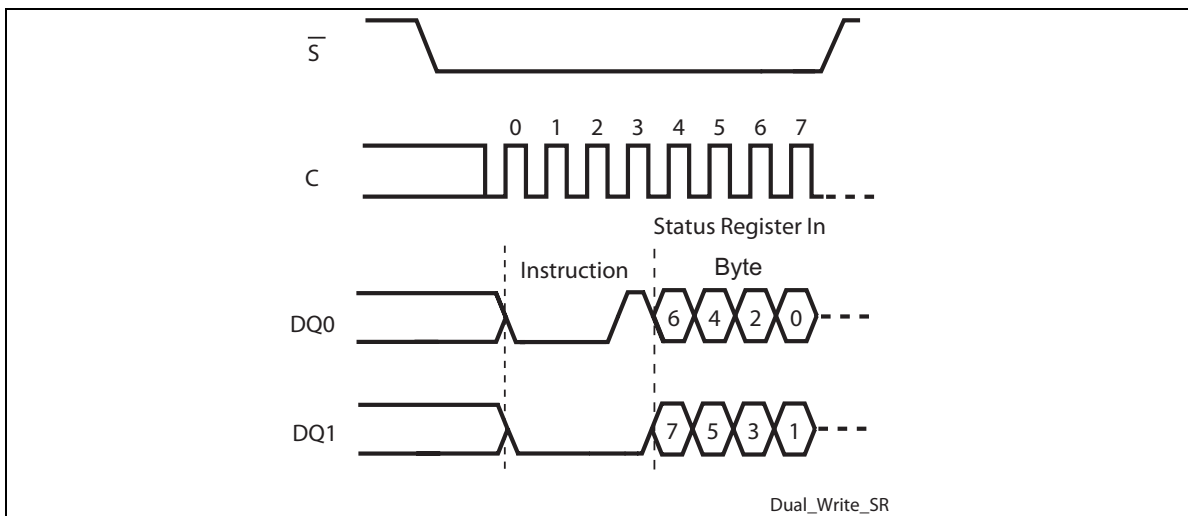 S̅
0 1 2 3 4 5 6 7
C
Status Register In
Instruction
Byte
DQ0
6 4 2 0
DQ1
7 5 3 1
Dual_Write_SR